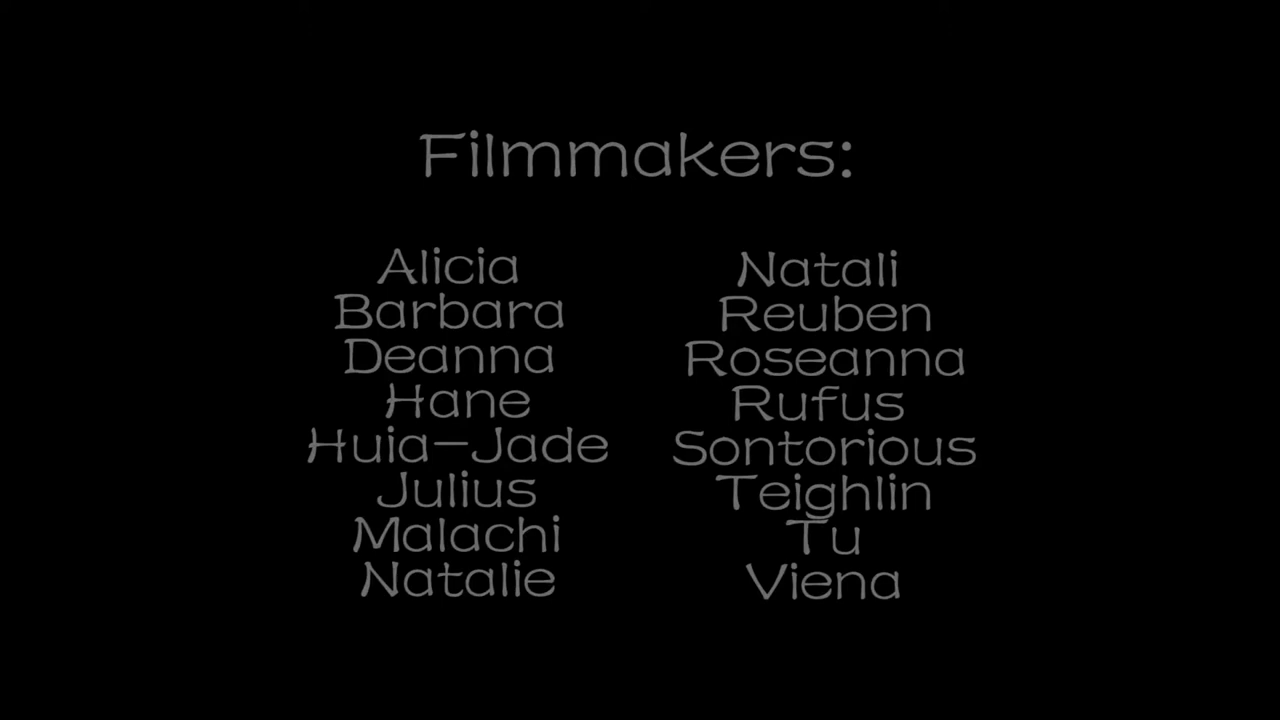 Filmmakers:
Alicia
Barbara
Deanna
Hane
Huia-Jade
Julius
Malachi
Natalie
Natali
Reuben
Roseanna
Rufus
Sontorious
Teighlin
Tu
Viena